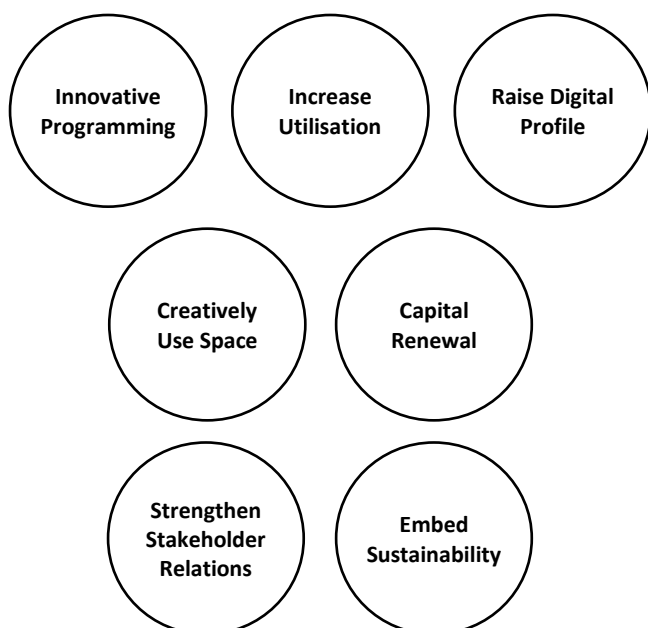 Innovative
Programming
Increase
Utilisation
Raise Digital
Profile
Creatively
Use Space
Capital
Renewal
Strengthen
Stakeholder
Relations
Embed
Sustainability